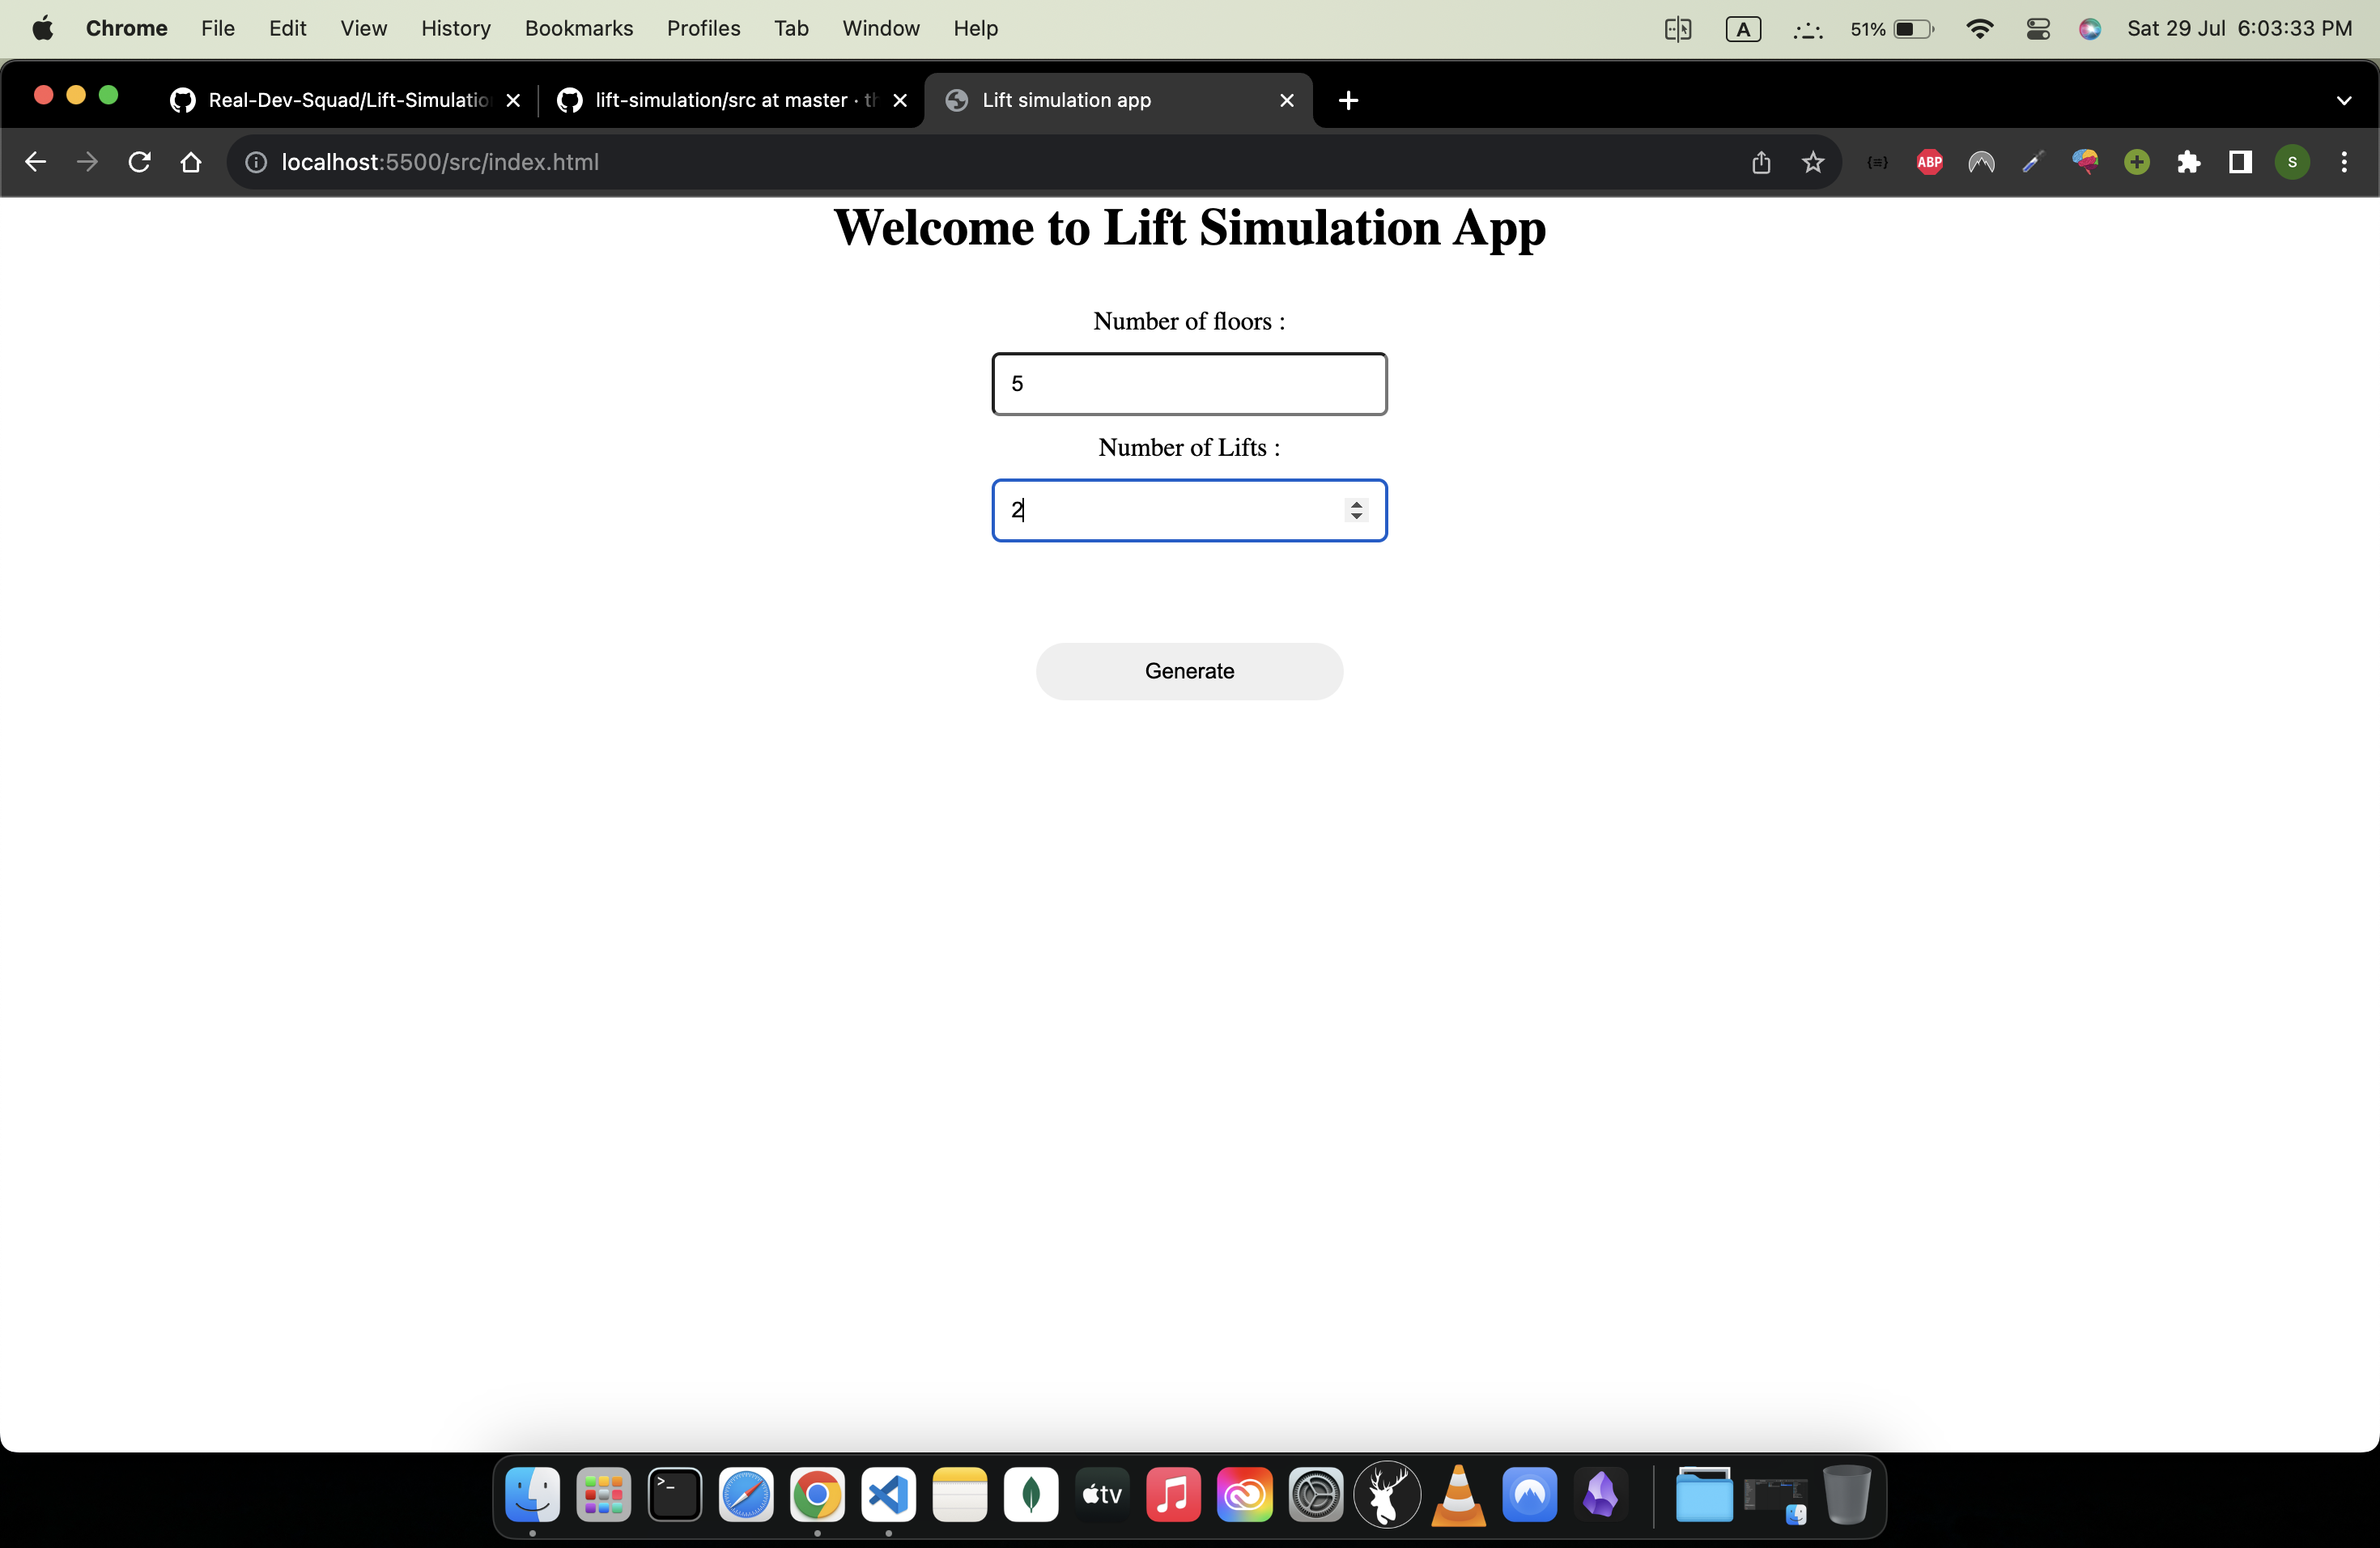 Chrome File Edit View History Bookmarks Profiles Tab Window Help A 51% Sat 29 Jul 6:03:33 PM
Real-Dev-Squad/Lift-Simulatio lift-simulation/src at master · th Lift simulation app
localhost:5500/src/index.html ABP S
Welcome to Lift Simulation App
Number of floors :
5
Number of Lifts :
2
Generate
>_ tv